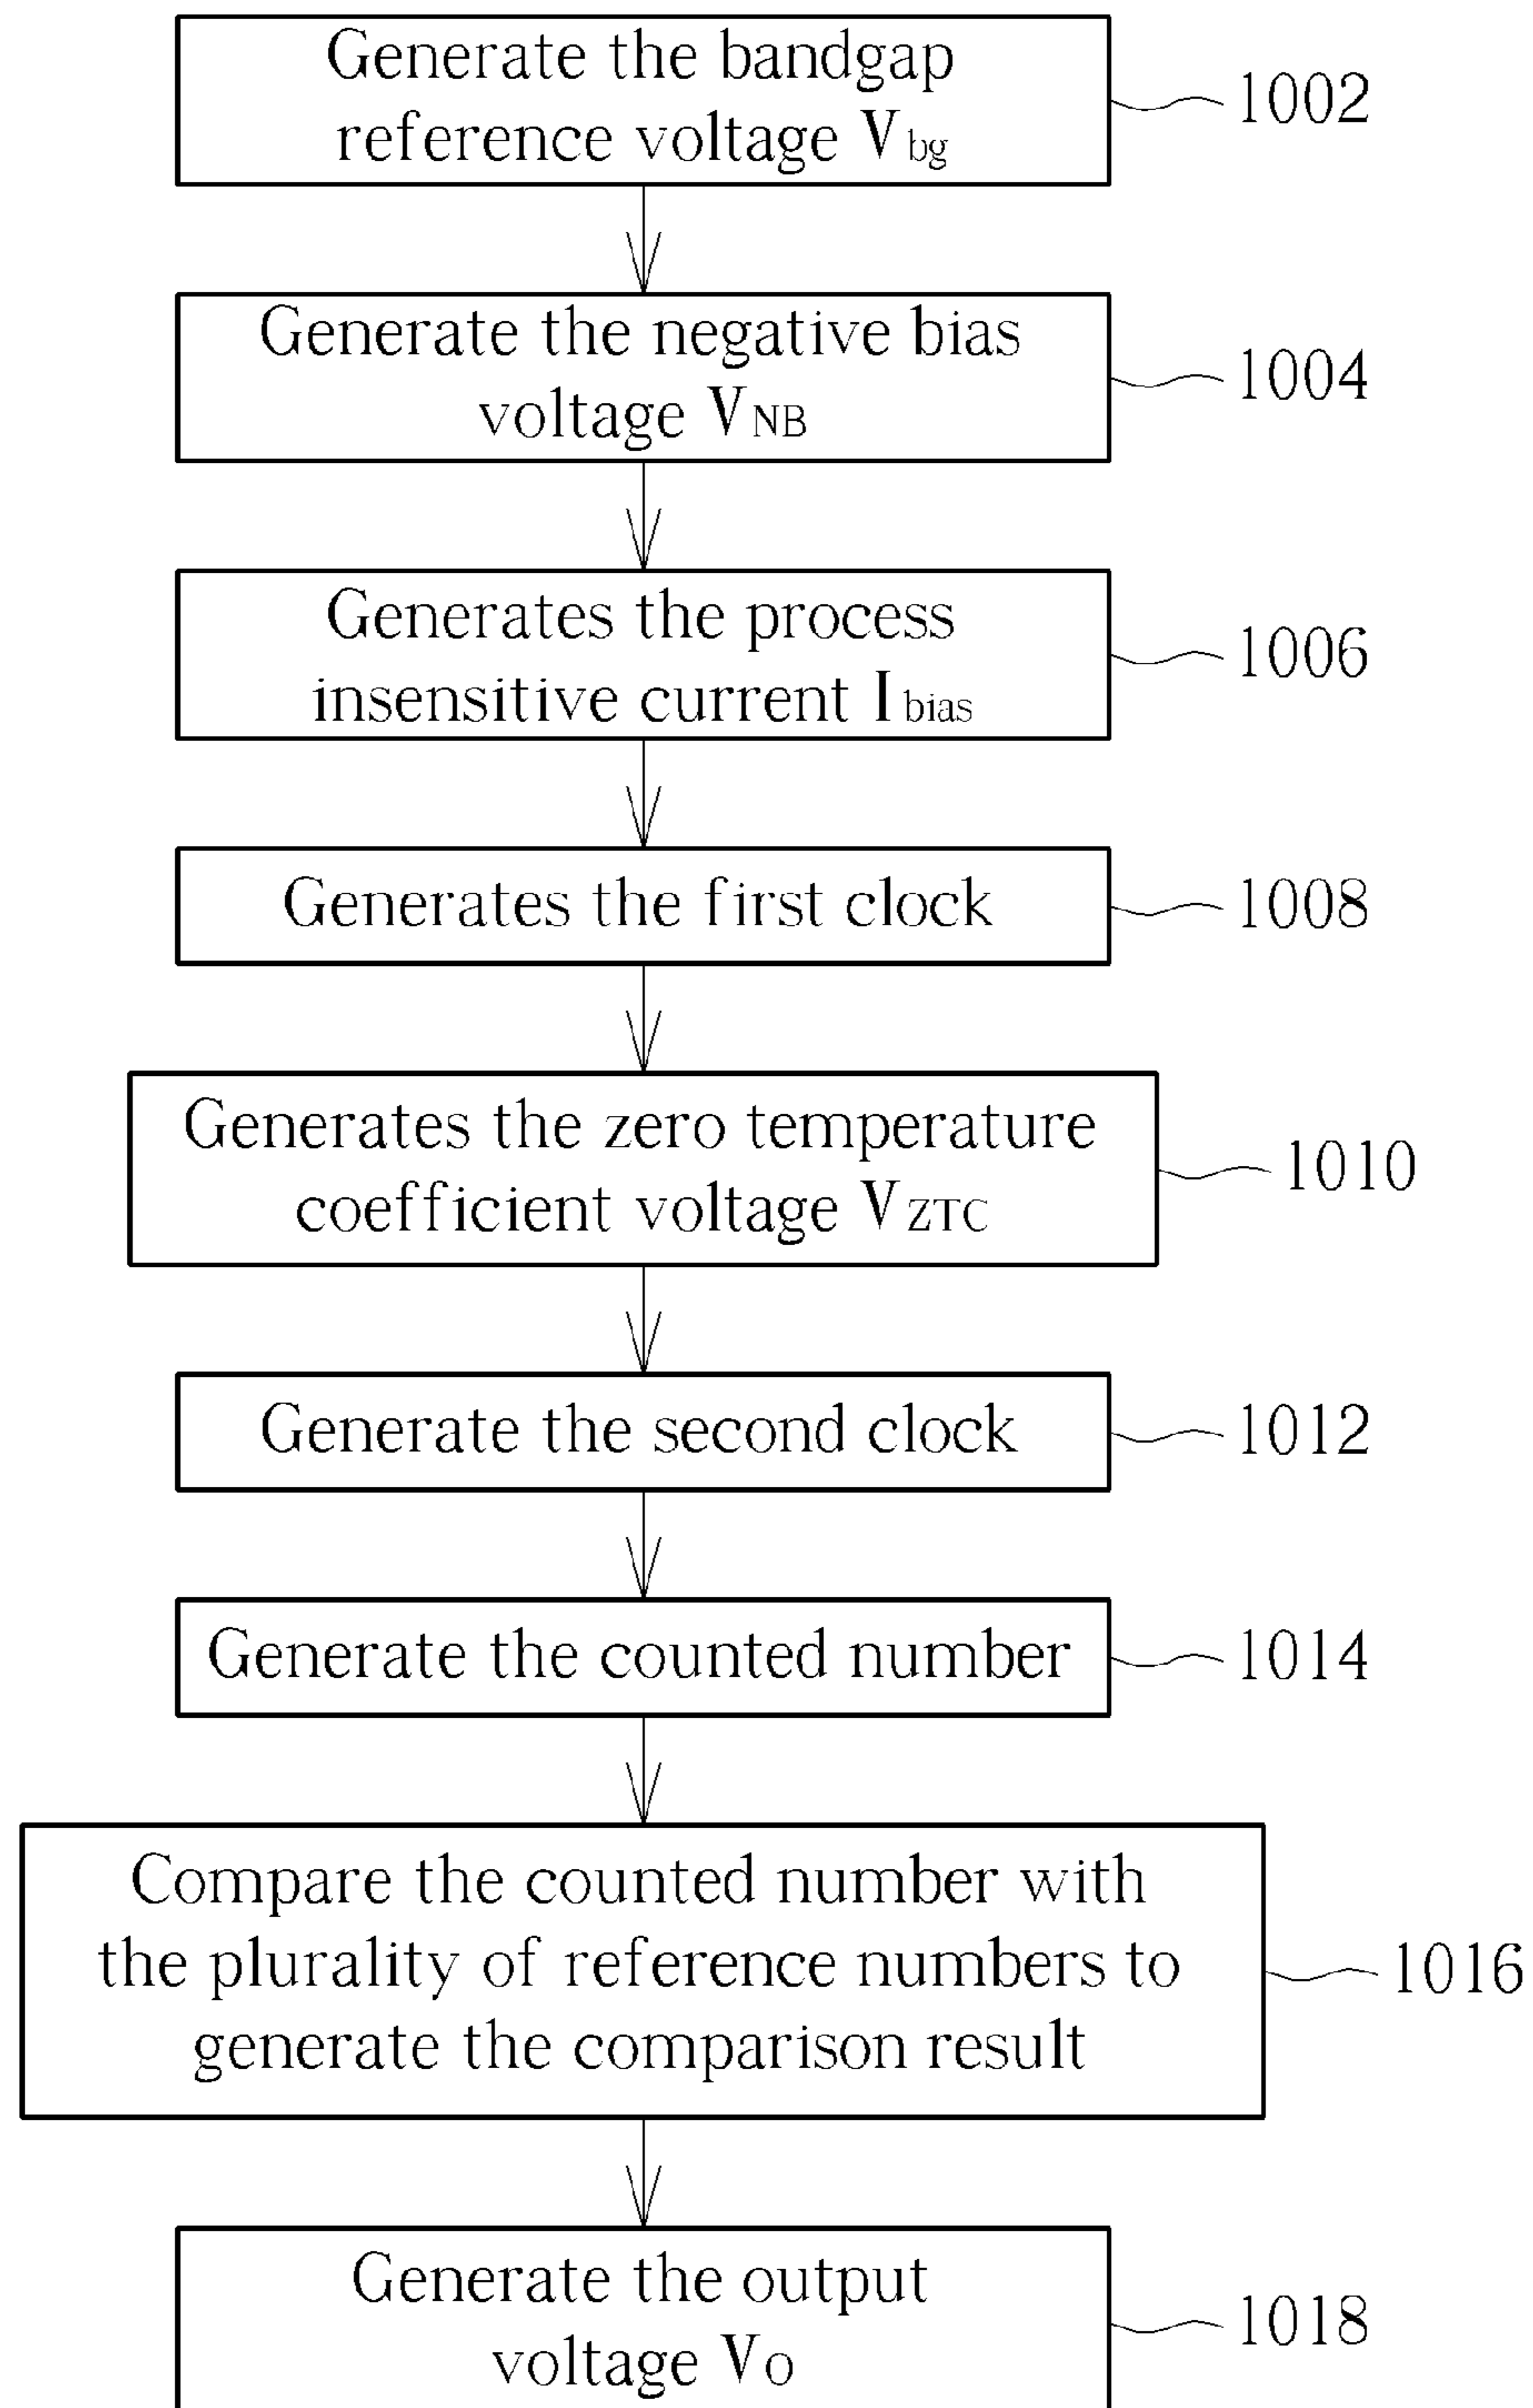 Generate the bandgap
reference voltage Vbg
1002
Generate the negative bias
voltage VNB
1004
Generates the process
insensitive current Ibias
1006
Generates the first clock
1008
Generates the zero temperature
coefficient voltage VZTC
1010
Generate the second clock
1012
Generate the counted number
1014
Compare the counted number with
the plurality of reference numbers to
generate the comparison result
1016
Generate the output
voltage VO
1018